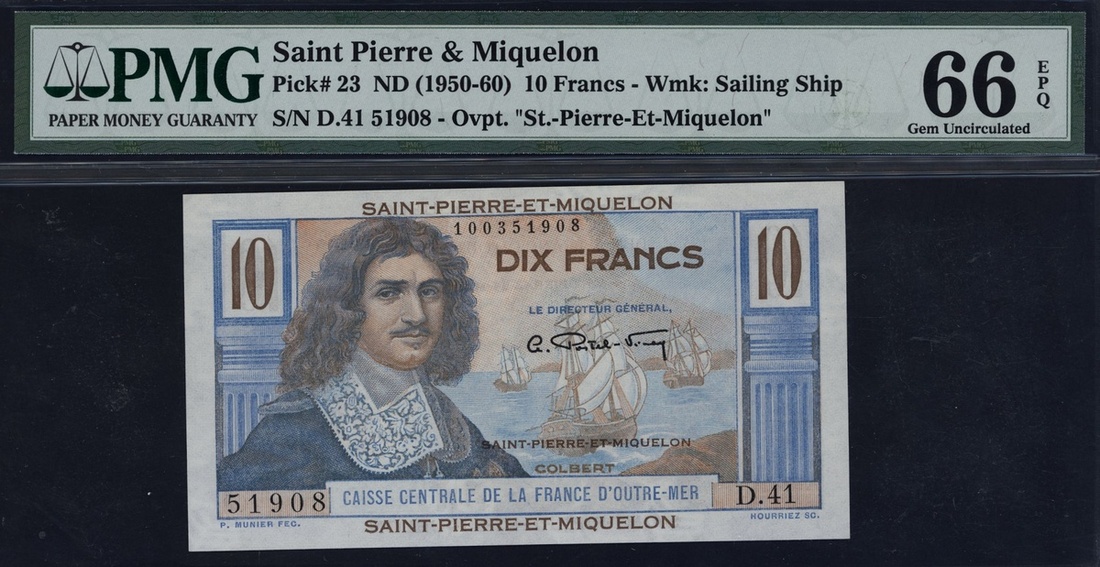 PMG
PAPER MONEY GUARANTY
Saint Pierre & Miquelon
Pick# 23 ND (1950-60) 10 Francs - Wmk: Sailing Ship
S/N D.41 51908 - Ovpt. "St.-Pierre-Et-Miquelon"
66
EPQ
Gem Uncirculated
SAINT-PIERRE-ET-MIQUELON
100351908
10
DIX FRANCS
10
LE DIRECTEUR GÉNÉRAL,
SAINT-PIERRE-ET-MIQUELON
COLBERT
51908
CAISSE CENTRALE DE LA FRANCE D'OUTRE-MER
D.41
P. MUNIER FEC.
SAINT-PIERRE-ET-MIQUELON
HOURRIEZ SC.